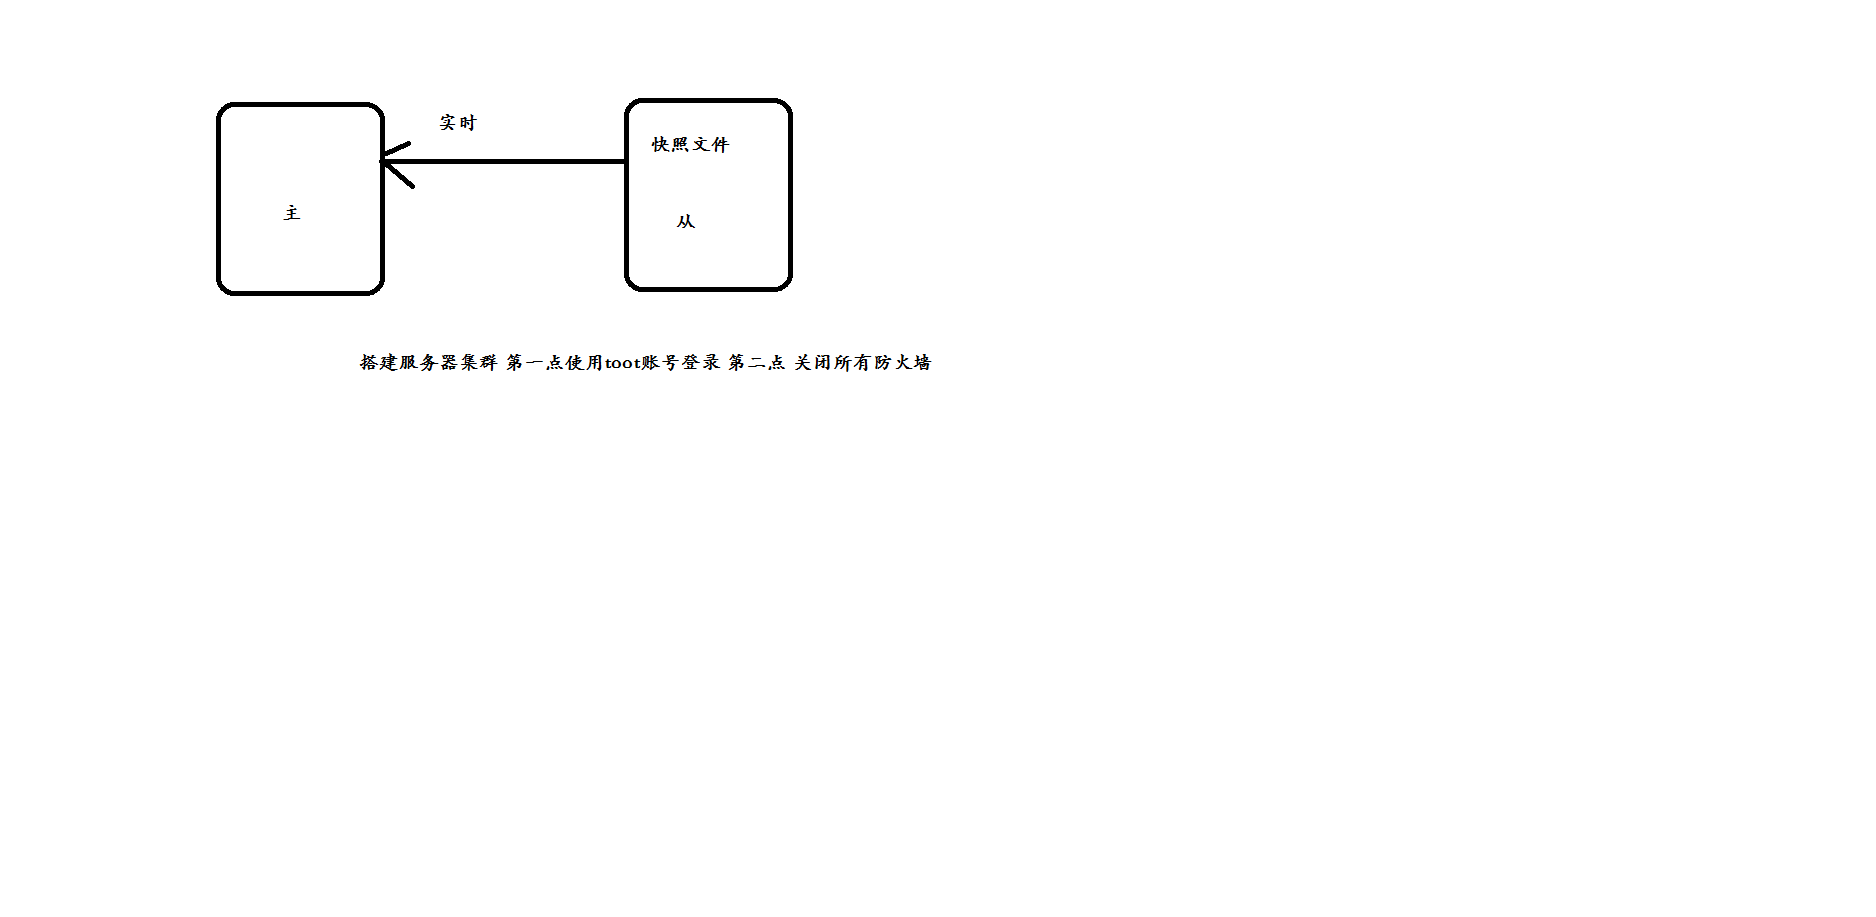 实时
快照文件
主
从
搭建服务器集群 第一点使用toot账号登录 第二点 关闭所有防火墙